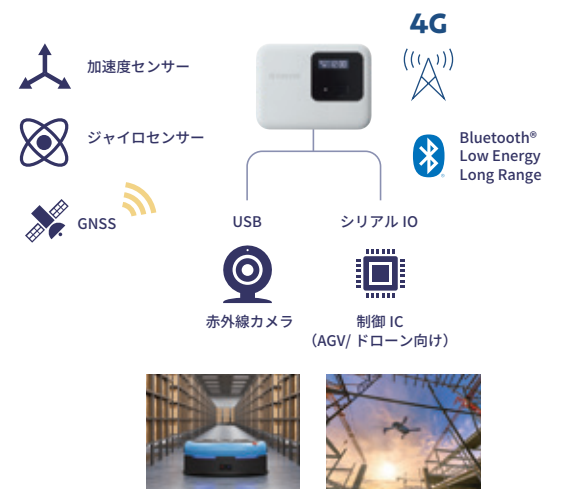 4G
加速度センサー
ジャイロセンサー
Bluetooth®
Low Energy
Long Range
GNSS
USB
シリアル IO
赤外線カメラ
制御 IC
（AGV/ ドローン向け）